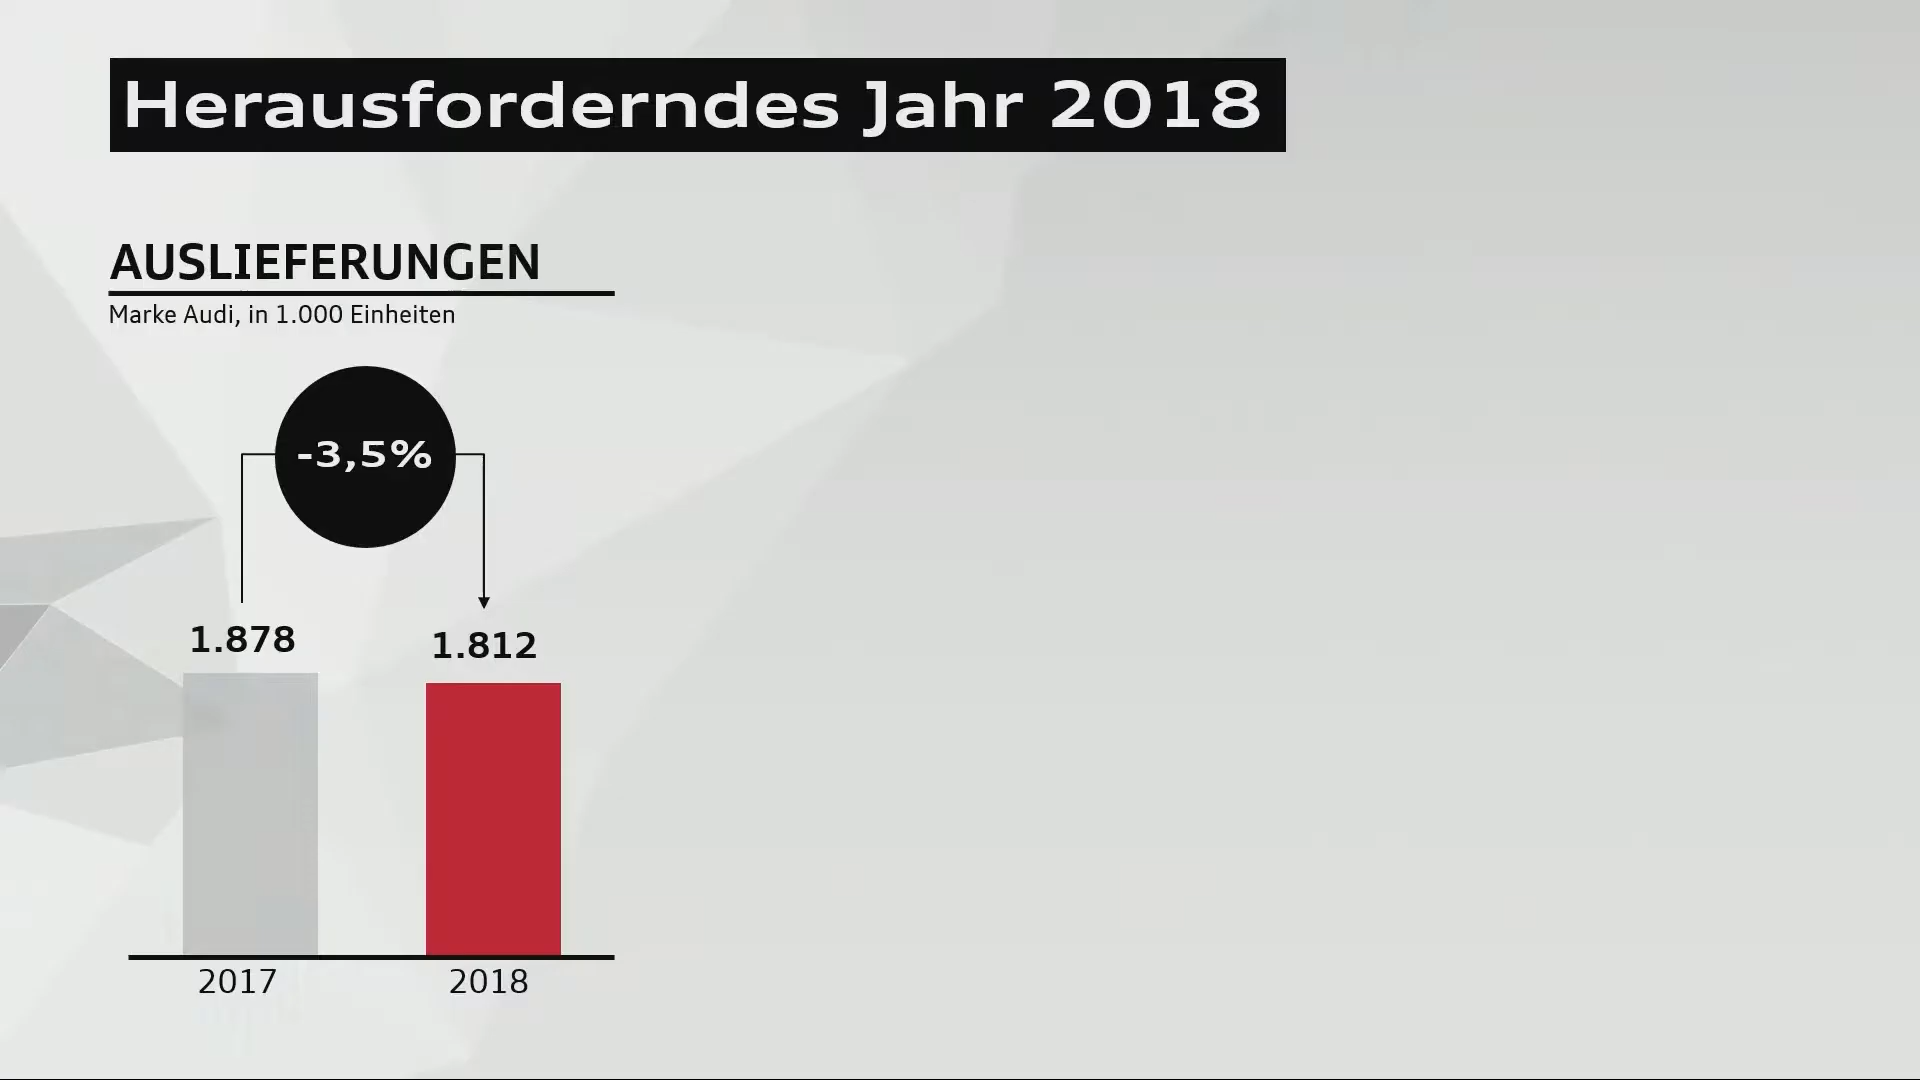 Herausforderndes Jahr 2018
AUSLIEFERUNGEN
Marke Audi, in 1.000 Einheiten
-3,5%
1.878
1.812
2017
2018